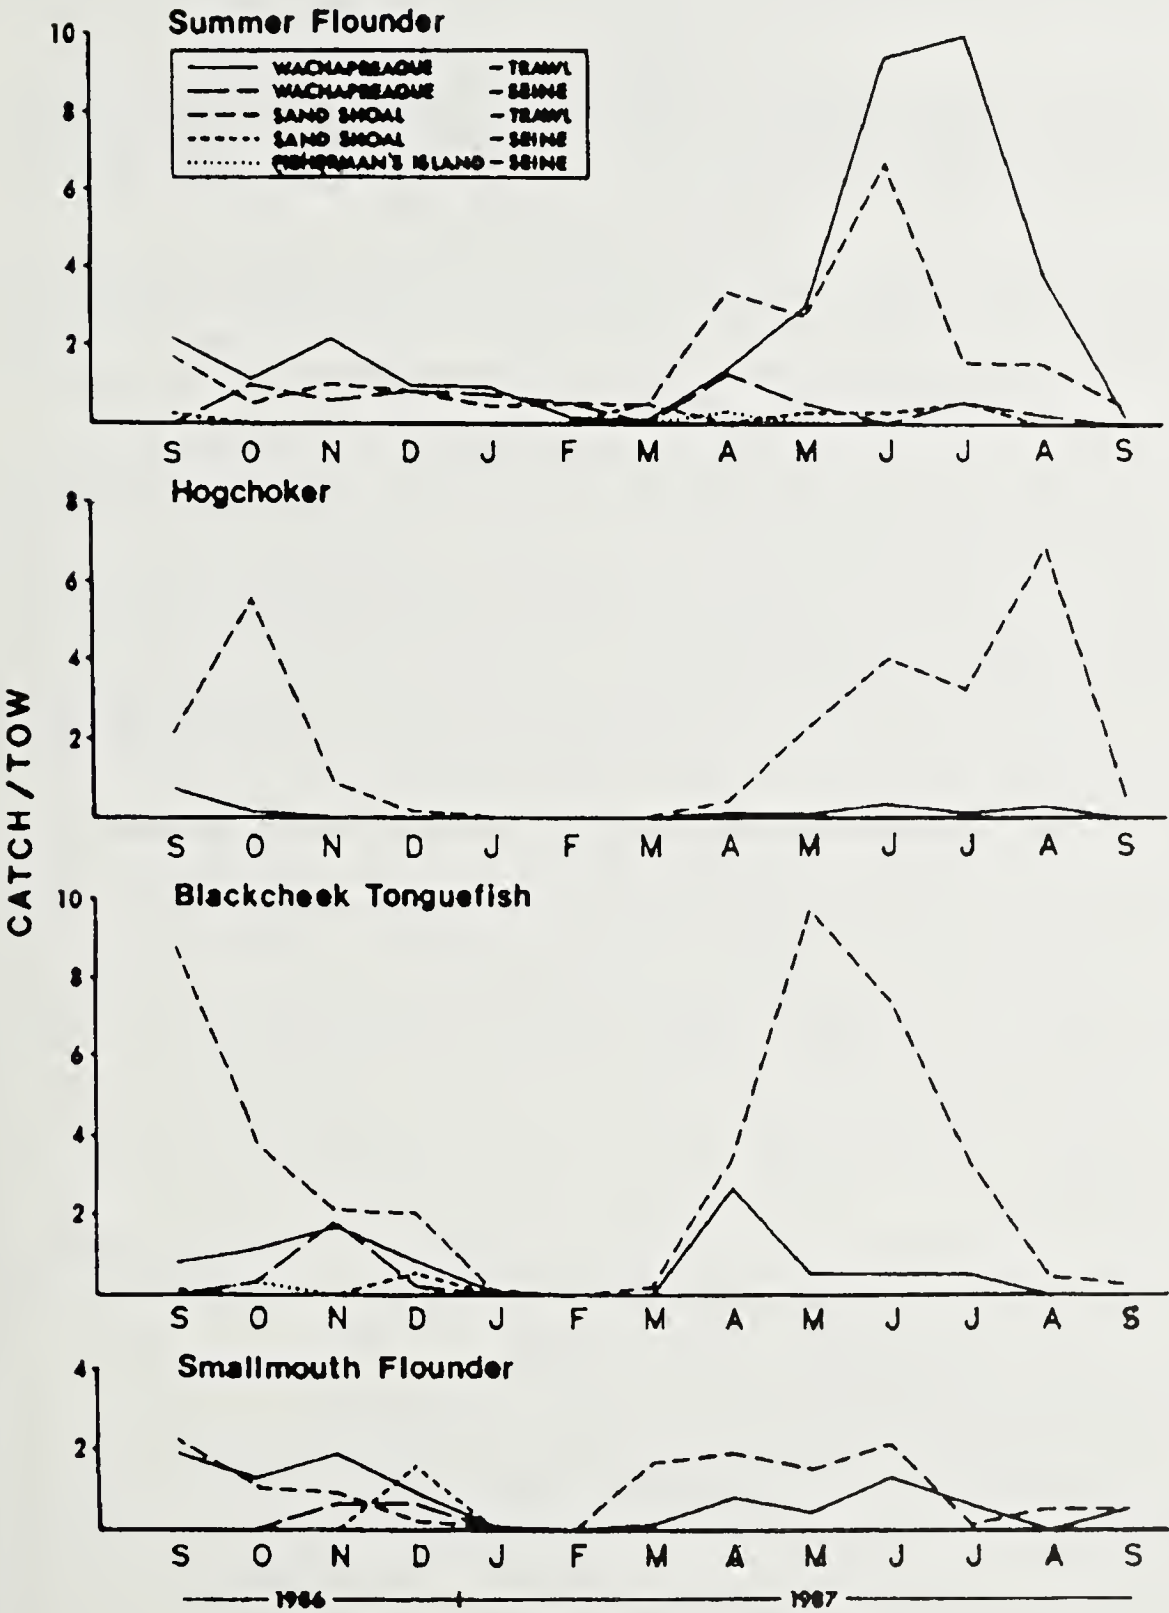 Summer Flounder
WACHAPREAGUE - TRAWL
WACHAPREAGUE - SEINE
SAND SHOAL - TRAWL
SAND SHOAL - SEINE
FISHERMAN'S ISLAND - SEINE
10
8
6
4
2
S O N D J F M A M J J A S
Hogchoker
8
6
4
2
S O N D J F M A M J J A S
CATCH/TOW
Blackcheek Tonguefish
10
8
6
4
2
S O N D J F M A M J J A S
Smallmouth Flounder
4
2
S O N D J F M A M J J A S
1986 1987